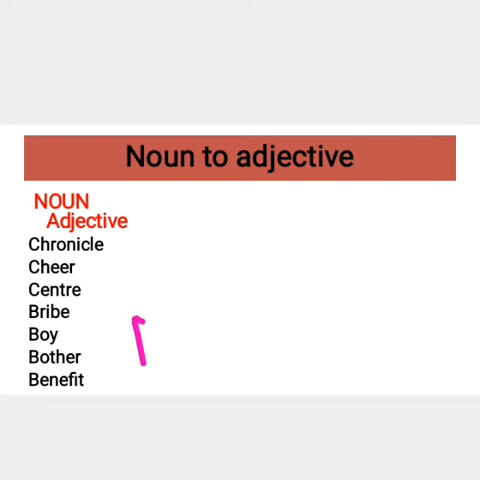 Noun to adjective
NOUN
Adjective
Chronicle
Cheer
Centre
Bribe
Boy
Bother
Benefit